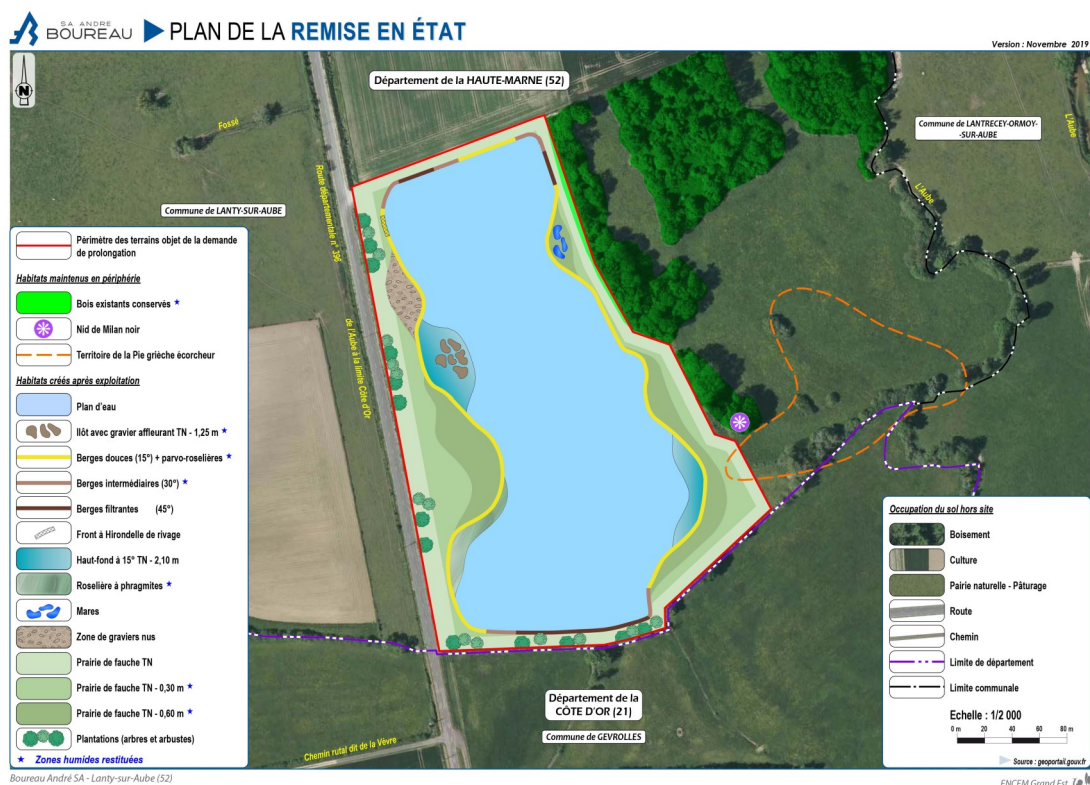 SA ANDRE
BOUREAU
PLAN DE LA REMISE EN ÉTAT
Version : Novembre 2019
N
Département de la HAUTE-MARNE (52)
Fossé
Commune de LANTRECEY-ORMOY-
-SUR-AUBE
L'Aube
L'Aube
Commune de LANTY-SUR-AUBE
Route départementale n° 396
de l'Aube à la limite Côte d'Or
Périmètre des terrains objet de la demande
de prolongation
Habitats maintenus en périphérie
Bois existants conservés ★
Nid de Milan noir
Territoire de la Pie grièche écorcheur
Habitats créés après exploitation
Plan d'eau
Ilôt avec gravier affleurant TN - 1,25 m ★
Berges douces (15°) + parvo-roselières ★
Berges intermédiaires (30°) ★
Berges filtrantes (45°)
Front à Hirondelle de rivage
Haut-fond à 15° TN - 2,10 m
Roselière à phragmites ★
Mares
Zone de graviers nus
Prairie de fauche TN
Prairie de fauche TN - 0,30 m ★
Prairie de fauche TN - 0,60 m ★
Plantations (arbres et arbustes)
★ Zones humides restituées
Occupation du sol hors site
Boisement
Culture
Pairie naturelle - Pâturage
Route
Chemin
Limite de département
Limite communale
Echelle : 1/2 000
0 m 20 40 60 80 m
Source : geoportail.gouv.fr
Département de la
CÔTE D'OR (21)
Commune de GEVROLLES
Chemin rutal dit de la Vèvre
Boureau André SA - Lanty-sur-Aube (52)
ENCEM Grand Est